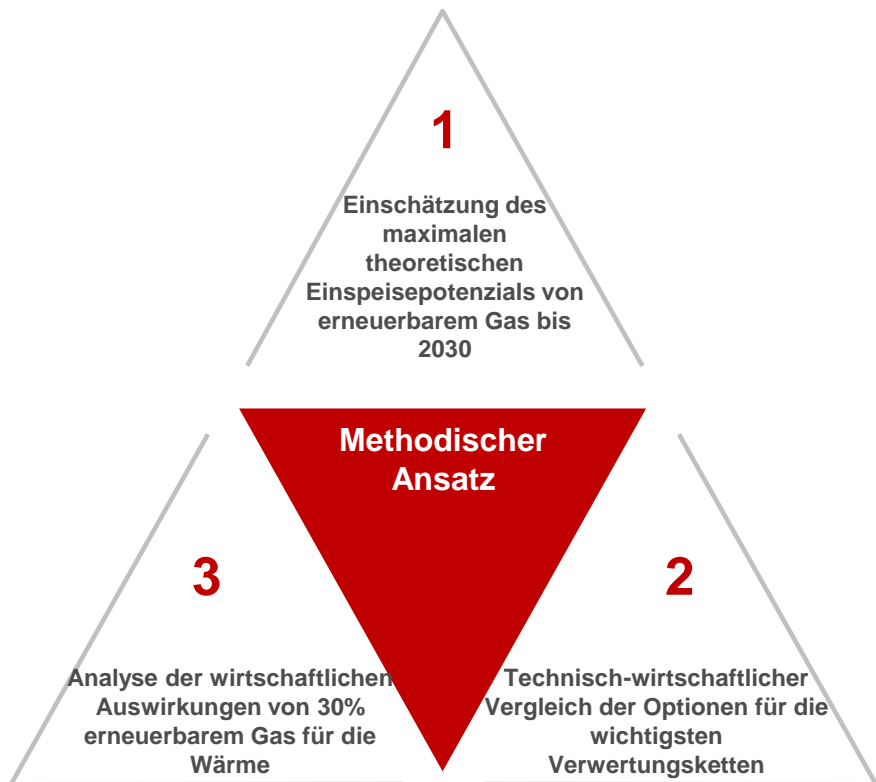 1
Einschätzung des
maximalen
theoretischen
Einspeisepotenzials von
erneuerbarem Gas bis
2030
Methodischer
Ansatz
3
Analyse der wirtschaftlichen
Auswirkungen von 30%
erneuerbarem Gas für die
Wärme
2
Technisch-wirtschaftlicher
Vergleich der Optionen für die
wichtigsten
Verwertungsketten